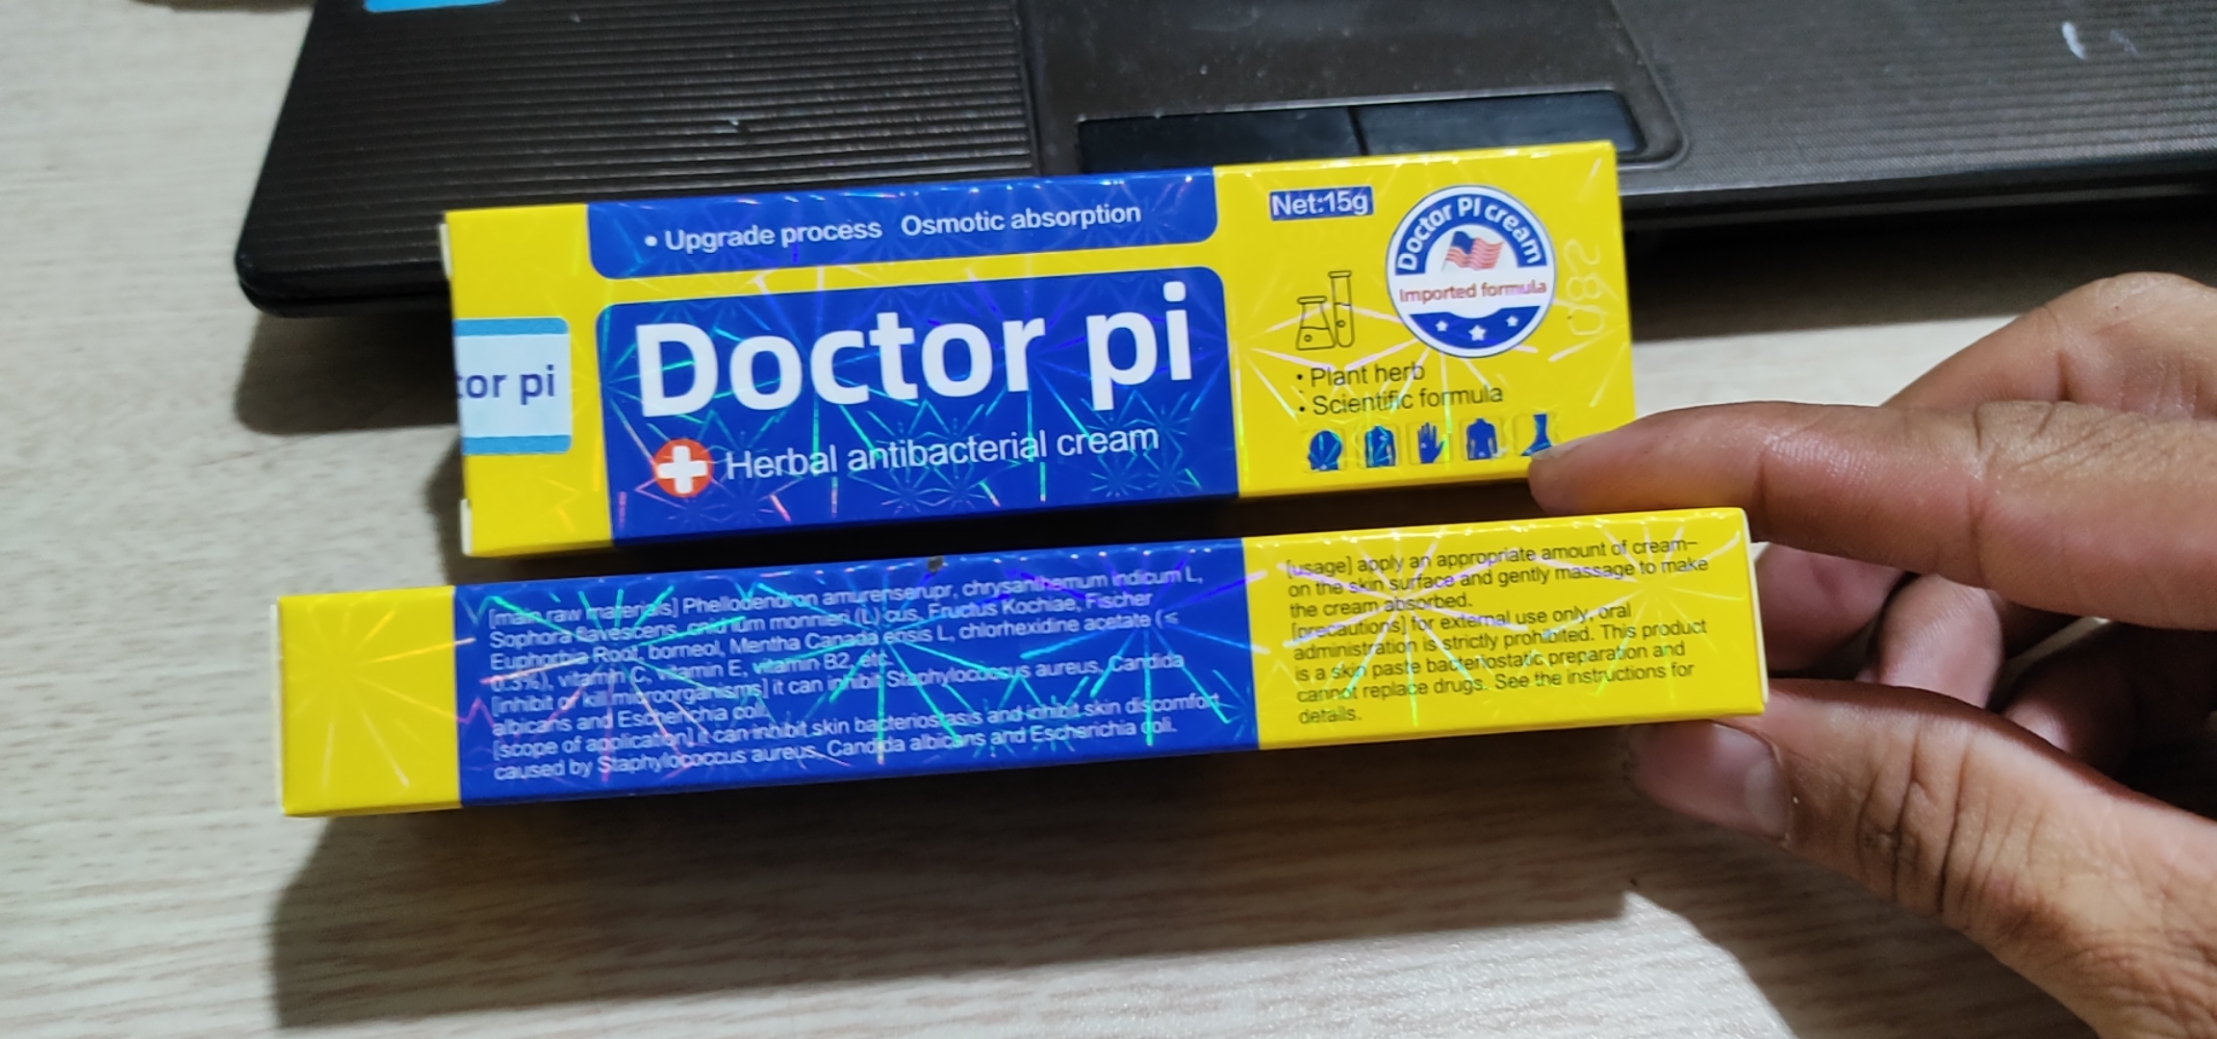 • Upgrade process Osmotic absorption
Net:15g
Doctor PI cream
Imported formula
tor pi
Doctor pi
Herbal antibacterial cream
• Plant herb
• Scientific formula
[main raw materials] Phellodendron amurenserupr, chrysanthemum indicum L,
Sophora flavescens, cnidium monnieri (L) cus, Fructus Kochiae, Fischer
Euphorbia Root, borneol, Mentha Canada ensis L, chlorhexidine acetate (≤
0.3%), vitamin C, vitamin E, vitamin B2, etc.
[inhibit or kill microorganisms] it can inhibit Staphylococcus aureus, Candida
albicans and Escherichia coli.
[scope of application] it can inhibit skin bacteriostasis and inhibit skin discomfort
caused by Staphylococcus aureus, Candida albicans and Escherichia coli.
[usage] apply an appropriate amount of cream-
on the skin surface and gently massage to make
the cream absorbed.
[precautions] for external use only, oral
administration is strictly prohibited. This product
is a skin paste bacteriostatic preparation and
cannot replace drugs. See the instructions for
details.